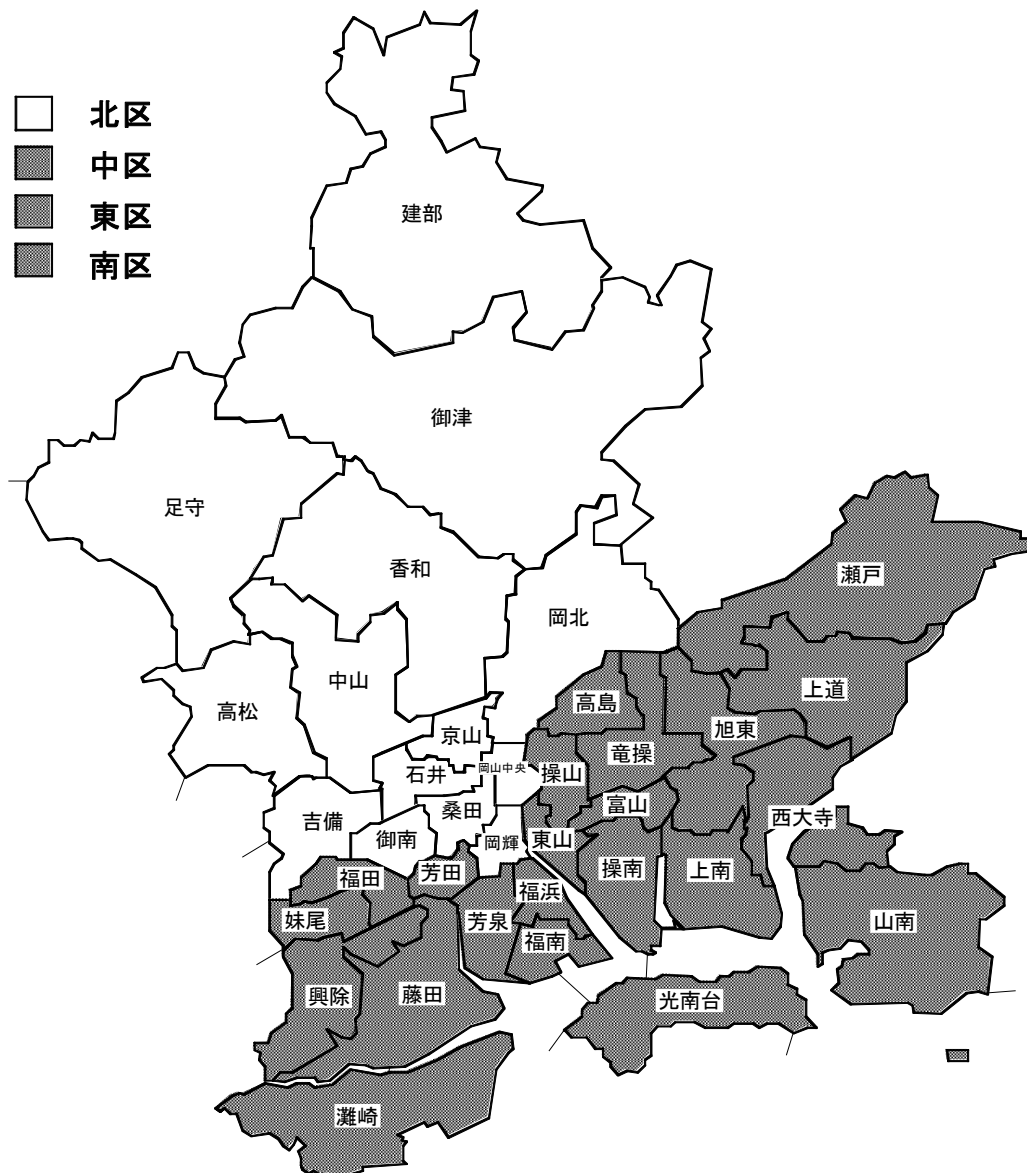 北区
中区
東区
南区
建部
御津
足守
香和
岡北
瀬戸
中山
高松
高島
上道
旭東
京山
竜操
岡山中央
操山
石井
富山
桑田
吉備
西大寺
御南
岡輝
東山
操南
上南
福田
芳田
福浜
妹尾
芳泉
山南
福南
興除
藤田
光南台
灘崎